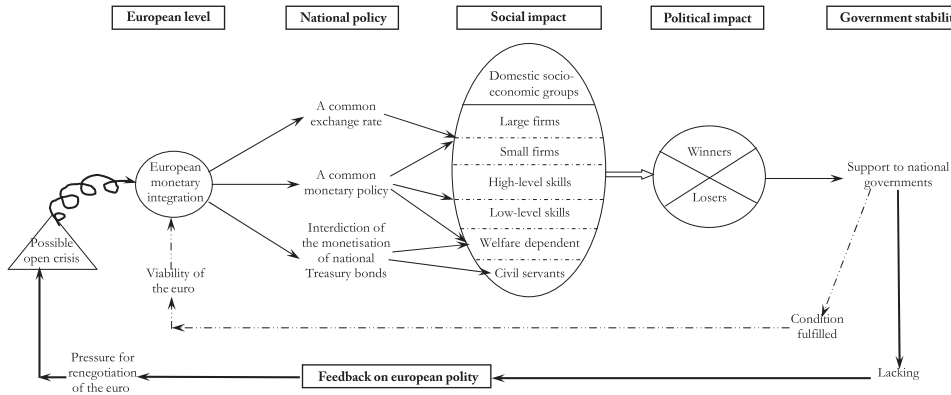 European level
National policy
Social impact
Political impact
Government stabili
Domestic socio-
economic groups
Large firms
Small firms
High-level skills
Low-level skills
Welfare dependent
Civil servants
A common
exchange rate
A common
monetary policy
Interdiction of
the monetisation
of national
Treasury bonds
European
monetary
integration
Winners
Losers
Support to national
governments
Possible
open crisis
Viability of
the euro
Condition
fulfilled
Pressure for
renegotiation
of the euro
Feedback on european polity
Lacking